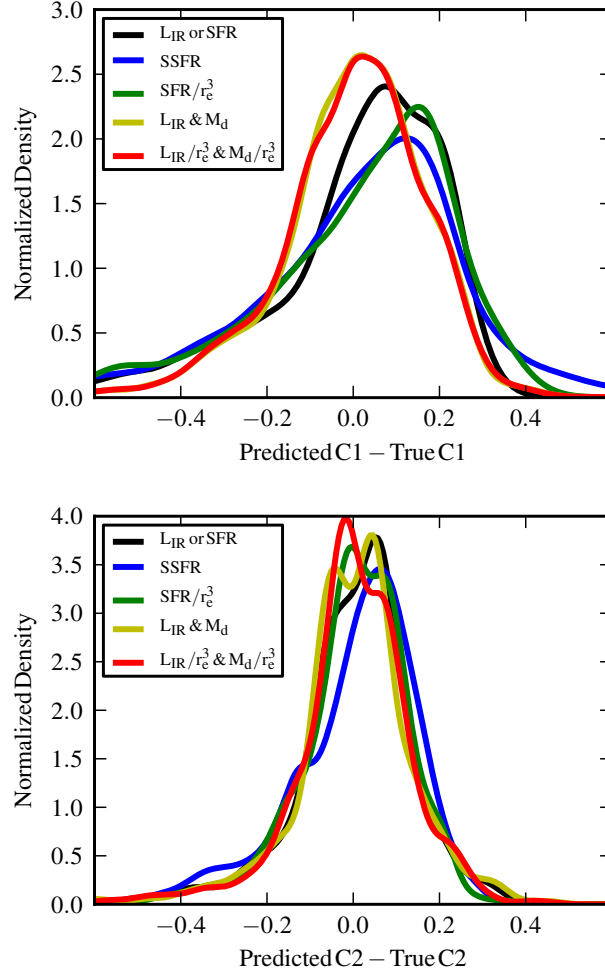 3.0
2.5
2.0
1.5
1.0
0.5
0.0
Normalized Density
L_IR or SFR
SSFR
SFR/r_e^3
L_IR & M_d
L_IR/r_e^3 & M_d/r_e^3
−0.4 −0.2 0.0 0.2 0.4
Predicted C1 − True C1
4.0
3.5
3.0
2.5
2.0
1.5
1.0
0.5
0.0
Normalized Density
L_IR or SFR
SSFR
SFR/r_e^3
L_IR & M_d
L_IR/r_e^3 & M_d/r_e^3
−0.4 −0.2 0.0 0.2 0.4
Predicted C2 − True C2